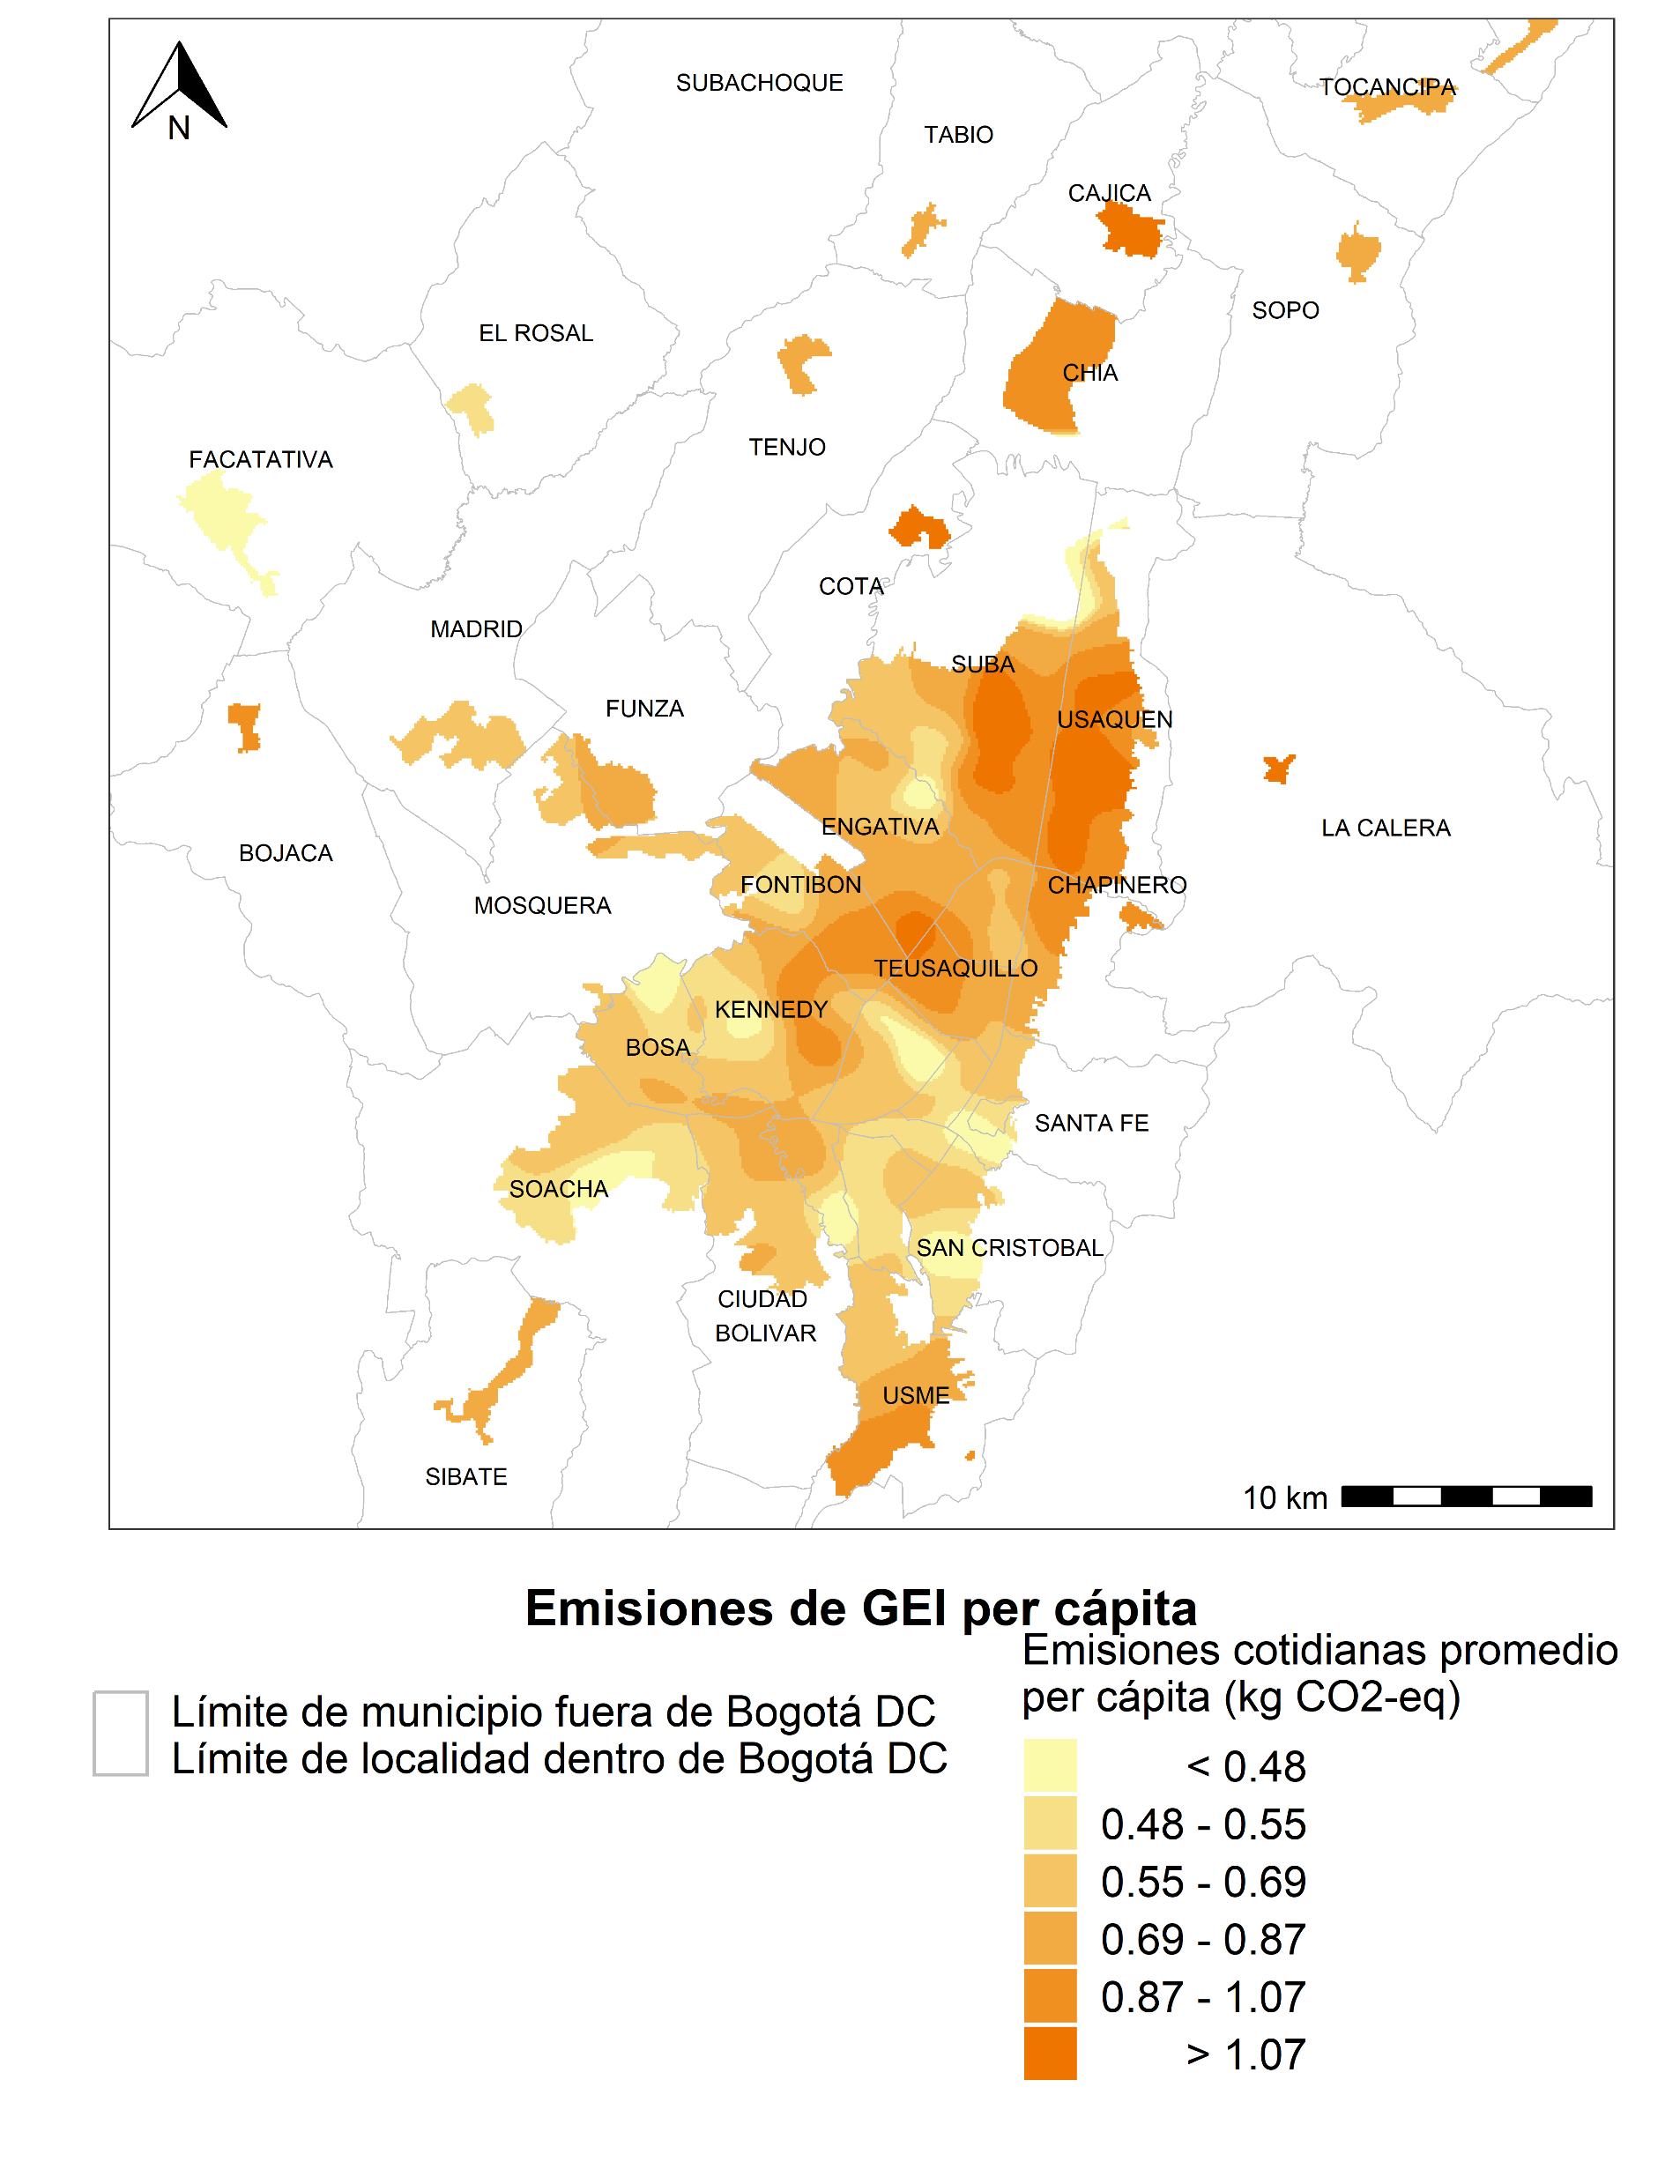 SUBACHOQUE
TOCANCIPA
N
TABIO
CAJICA
SOPO
EL ROSAL
CHIA
TENJO
FACATATIVA
COTA
MADRID
SUBA
FUNZA
USAQUEN
ENGATIVA
LA CALERA
BOJACA
FONTIBON
CHAPINERO
MOSQUERA
TEUSAQUILLO
KENNEDY
BOSA
SANTA FE
SOACHA
SAN CRISTOBAL
CIUDAD
BOLIVAR
USME
SIBATE
10 km
Emisiones de GEI per cápita
Límite de municipio fuera de Bogotá DC
Límite de localidad dentro de Bogotá DC
Emisiones cotidianas promedio
per cápita (kg CO2-eq)
< 0.48
0.48 - 0.55
0.55 - 0.69
0.69 - 0.87
0.87 - 1.07
> 1.07